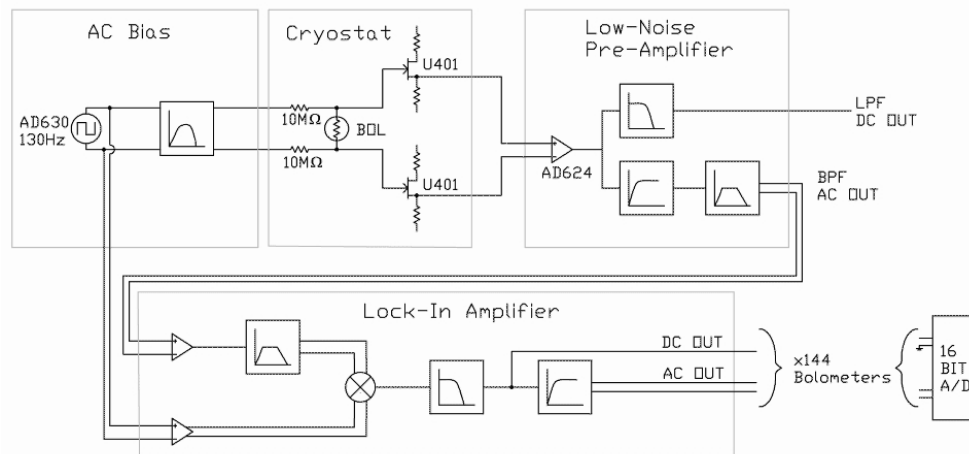 AC Bias
Cryostat
Low-Noise
Pre-Amplifier
U401
AD630
130Hz
10MΩ
BOL
10MΩ
U401
AD624
LPF
DC OUT
BPF
AC OUT
Lock-In Amplifier
DC OUT
AC OUT
x144
Bolometers
16
BIT
A/D